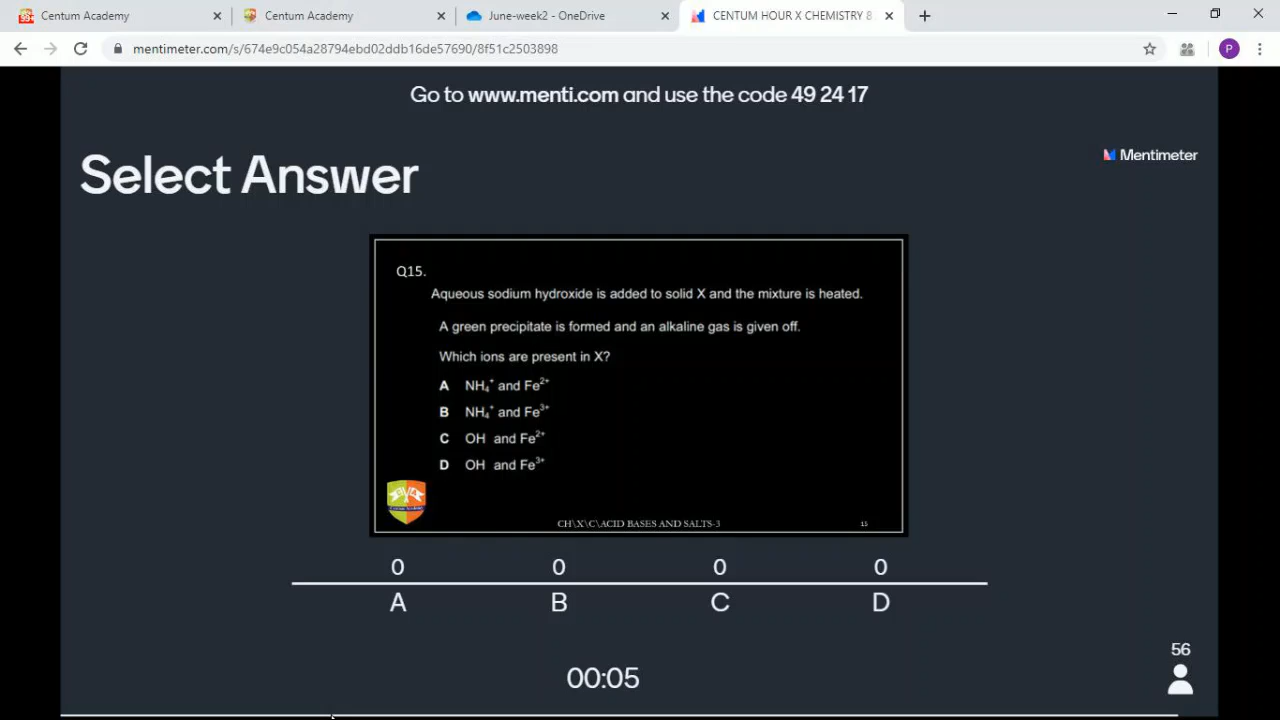 Centum Academy
Centum Academy
June-week2 - OneDrive
CENTUM HOUR X CHEMISTRY 8
mentimeter.com/s/674e9c054a28794ebd02ddb16de57690/8f51c2503898
P
Go to www.menti.com and use the code 49 24 17
Mentimeter
Select Answer
Q15.
Aqueous sodium hydroxide is added to solid X and the mixture is heated.
A green precipitate is formed and an alkaline gas is given off.
Which ions are present in X?
A NH₄⁺ and Fe²⁺
B NH₄⁺ and Fe³⁺
C OH and Fe²⁺
D OH and Fe³⁺
CH\X\C\ACID BASES AND SALTS-3
15
0 0 0 0
A B C D
56
00:05